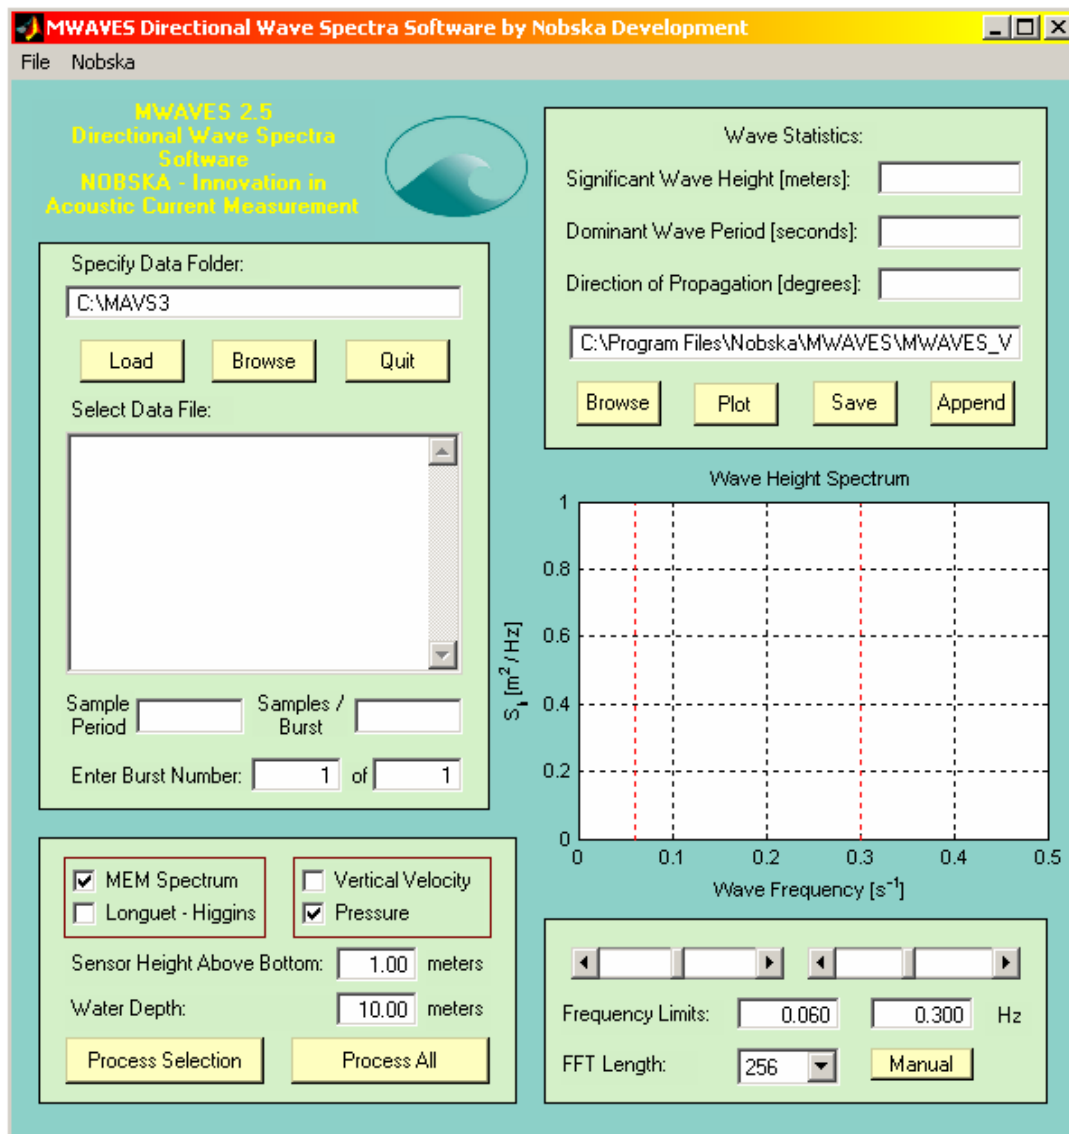 MWAVES Directional Wave Spectra Software by Nobska Development
File Nobska
MWAVES 2.5
Directional Wave Spectra
Software
NOBSKA - Innovation in
Acoustic Current Measurement
Specify Data Folder:
C:\MAVS3
Load Browse Quit
Select Data File:
Sample
Period
Samples /
Burst
Enter Burst Number: 1 of 1
MEM Spectrum
Longuet - Higgins
Vertical Velocity
Pressure
Sensor Height Above Bottom: 1.00 meters
Water Depth: 10.00 meters
Process Selection Process All
Wave Statistics:
Significant Wave Height [meters]:
Dominant Wave Period [seconds]:
Direction of Propagation [degrees]:
C:\Program Files\Nobska\MWAVES\MWAVES_V
Browse Plot Save Append
Wave Height Spectrum
1
0.8
0.6
0.4
0.2
0
S_h [m² / Hz]
0 0.1 0.2 0.3 0.4 0.5
Wave Frequency [s⁻¹]
Frequency Limits: 0.060 0.300 Hz
FFT Length: 256 Manual